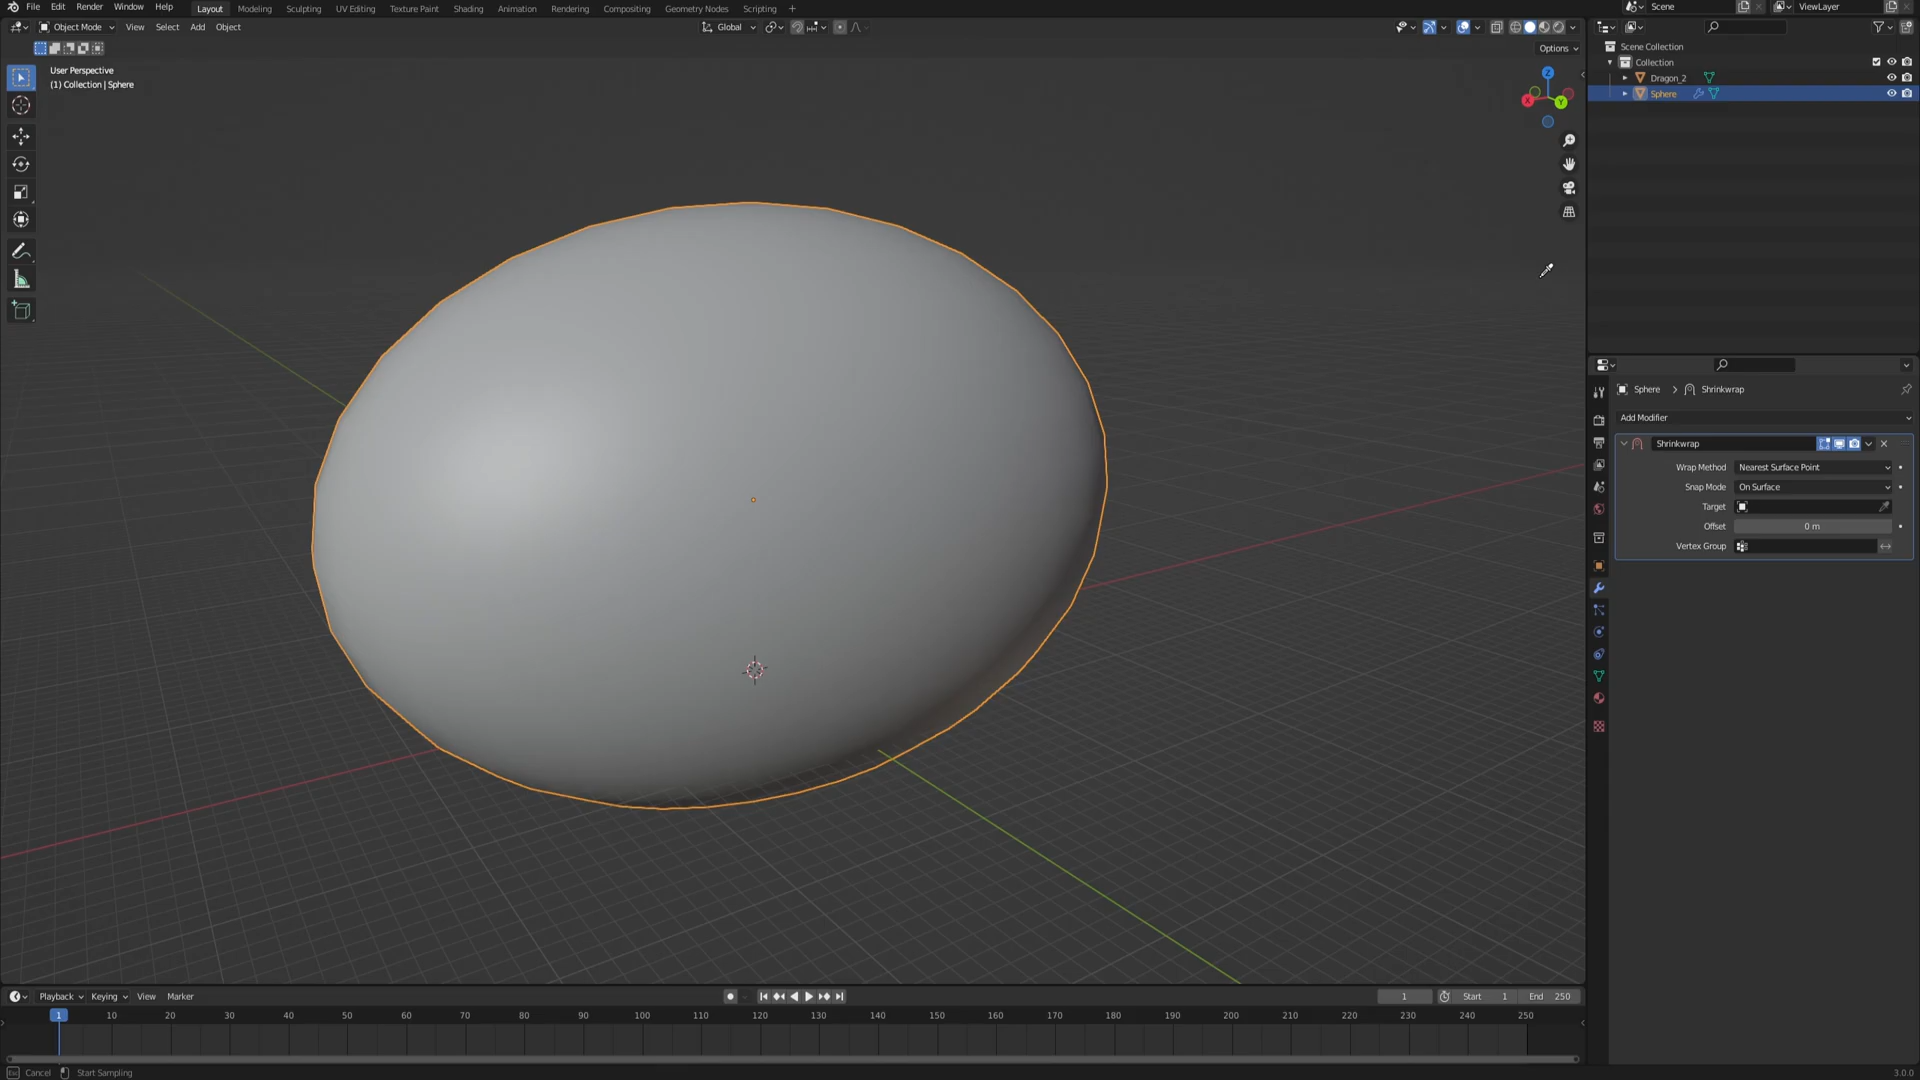 File Edit Render Window Help Layout Modeling Sculpting UV Editing Texture Paint Shading Animation Rendering Compositing Geometry Nodes Scripting + Scene ViewLayer
Object Mode View Select Add Object Global
Options
User Perspective
(1) Collection | Sphere
Z
X
Y
Scene Collection
Collection
Dragon_2
Sphere
Sphere > Shrinkwrap
Add Modifier
Shrinkwrap
Wrap Method Nearest Surface Point
Snap Mode On Surface
Target
Offset 0 m
Vertex Group
Playback Keying View Marker 1 Start 1 End 250
1 10 20 30 40 50 60 70 80 90 100 110 120 130 140 150 160 170 180 190 200 210 220 230 240 250
Esc Cancel Start Sampling 3.0.0